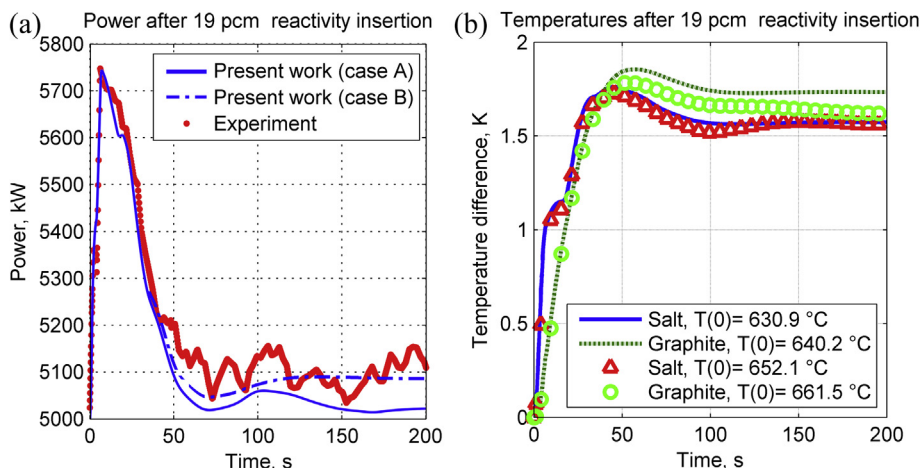 (a) Power after 19 pcm reactivity insertion
5800
5700
5600
5500
5400
5300
5200
5100
5000
Power, kW
Present work (case A)
Present work (case B)
Experiment
0 50 100 150 200
Time, s
(b) Temperatures after 19 pcm reactivity insertion
2
1.5
1
0.5
0
Temperature difference, K
Salt, T(0)= 630.9 °C
Graphite, T(0)= 640.2 °C
Salt, T(0)= 652.1 °C
Graphite, T(0)= 661.5 °C
0 50 100 150 200
Time, s